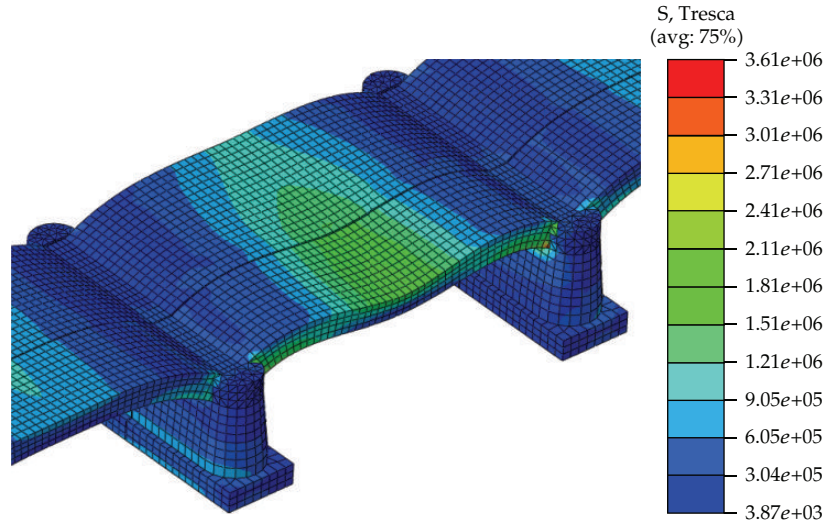 S, Tresca
(avg: 75%)
3.61e+06
3.31e+06
3.01e+06
2.71e+06
2.41e+06
2.11e+06
1.81e+06
1.51e+06
1.21e+06
9.05e+05
6.05e+05
3.04e+05
3.87e+03